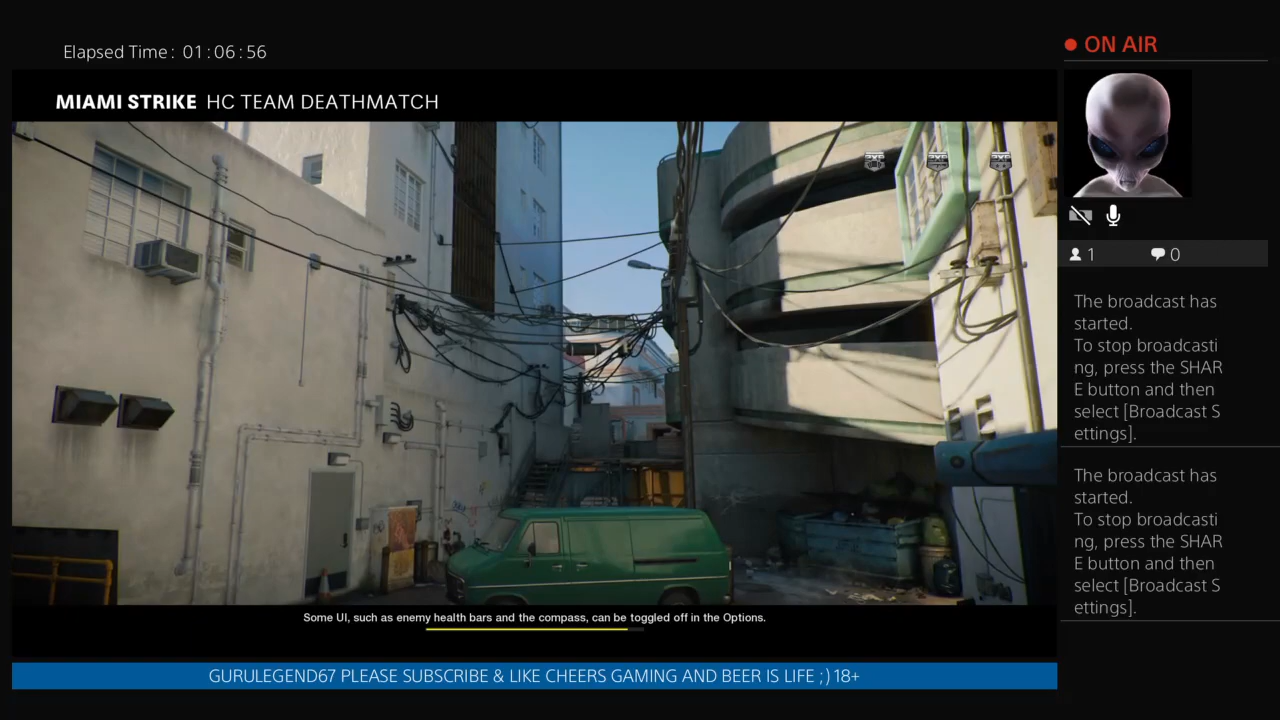 Elapsed Time: 01:06:56
ON AIR
MIAMI STRIKE HC TEAM DEATHMATCH
1
0
The broadcast has
started.
To stop broadcasti
ng, press the SHAR
E button and then
select [Broadcast S
ettings].
The broadcast has
started.
To stop broadcasti
ng, press the SHAR
E button and then
select [Broadcast S
ettings].
Some UI, such as enemy health bars and the compass, can be toggled off in the Options.
GURULEGEND67 PLEASE SUBSCRIBE & LIKE CHEERS GAMING AND BEER IS LIFE ;) 18+